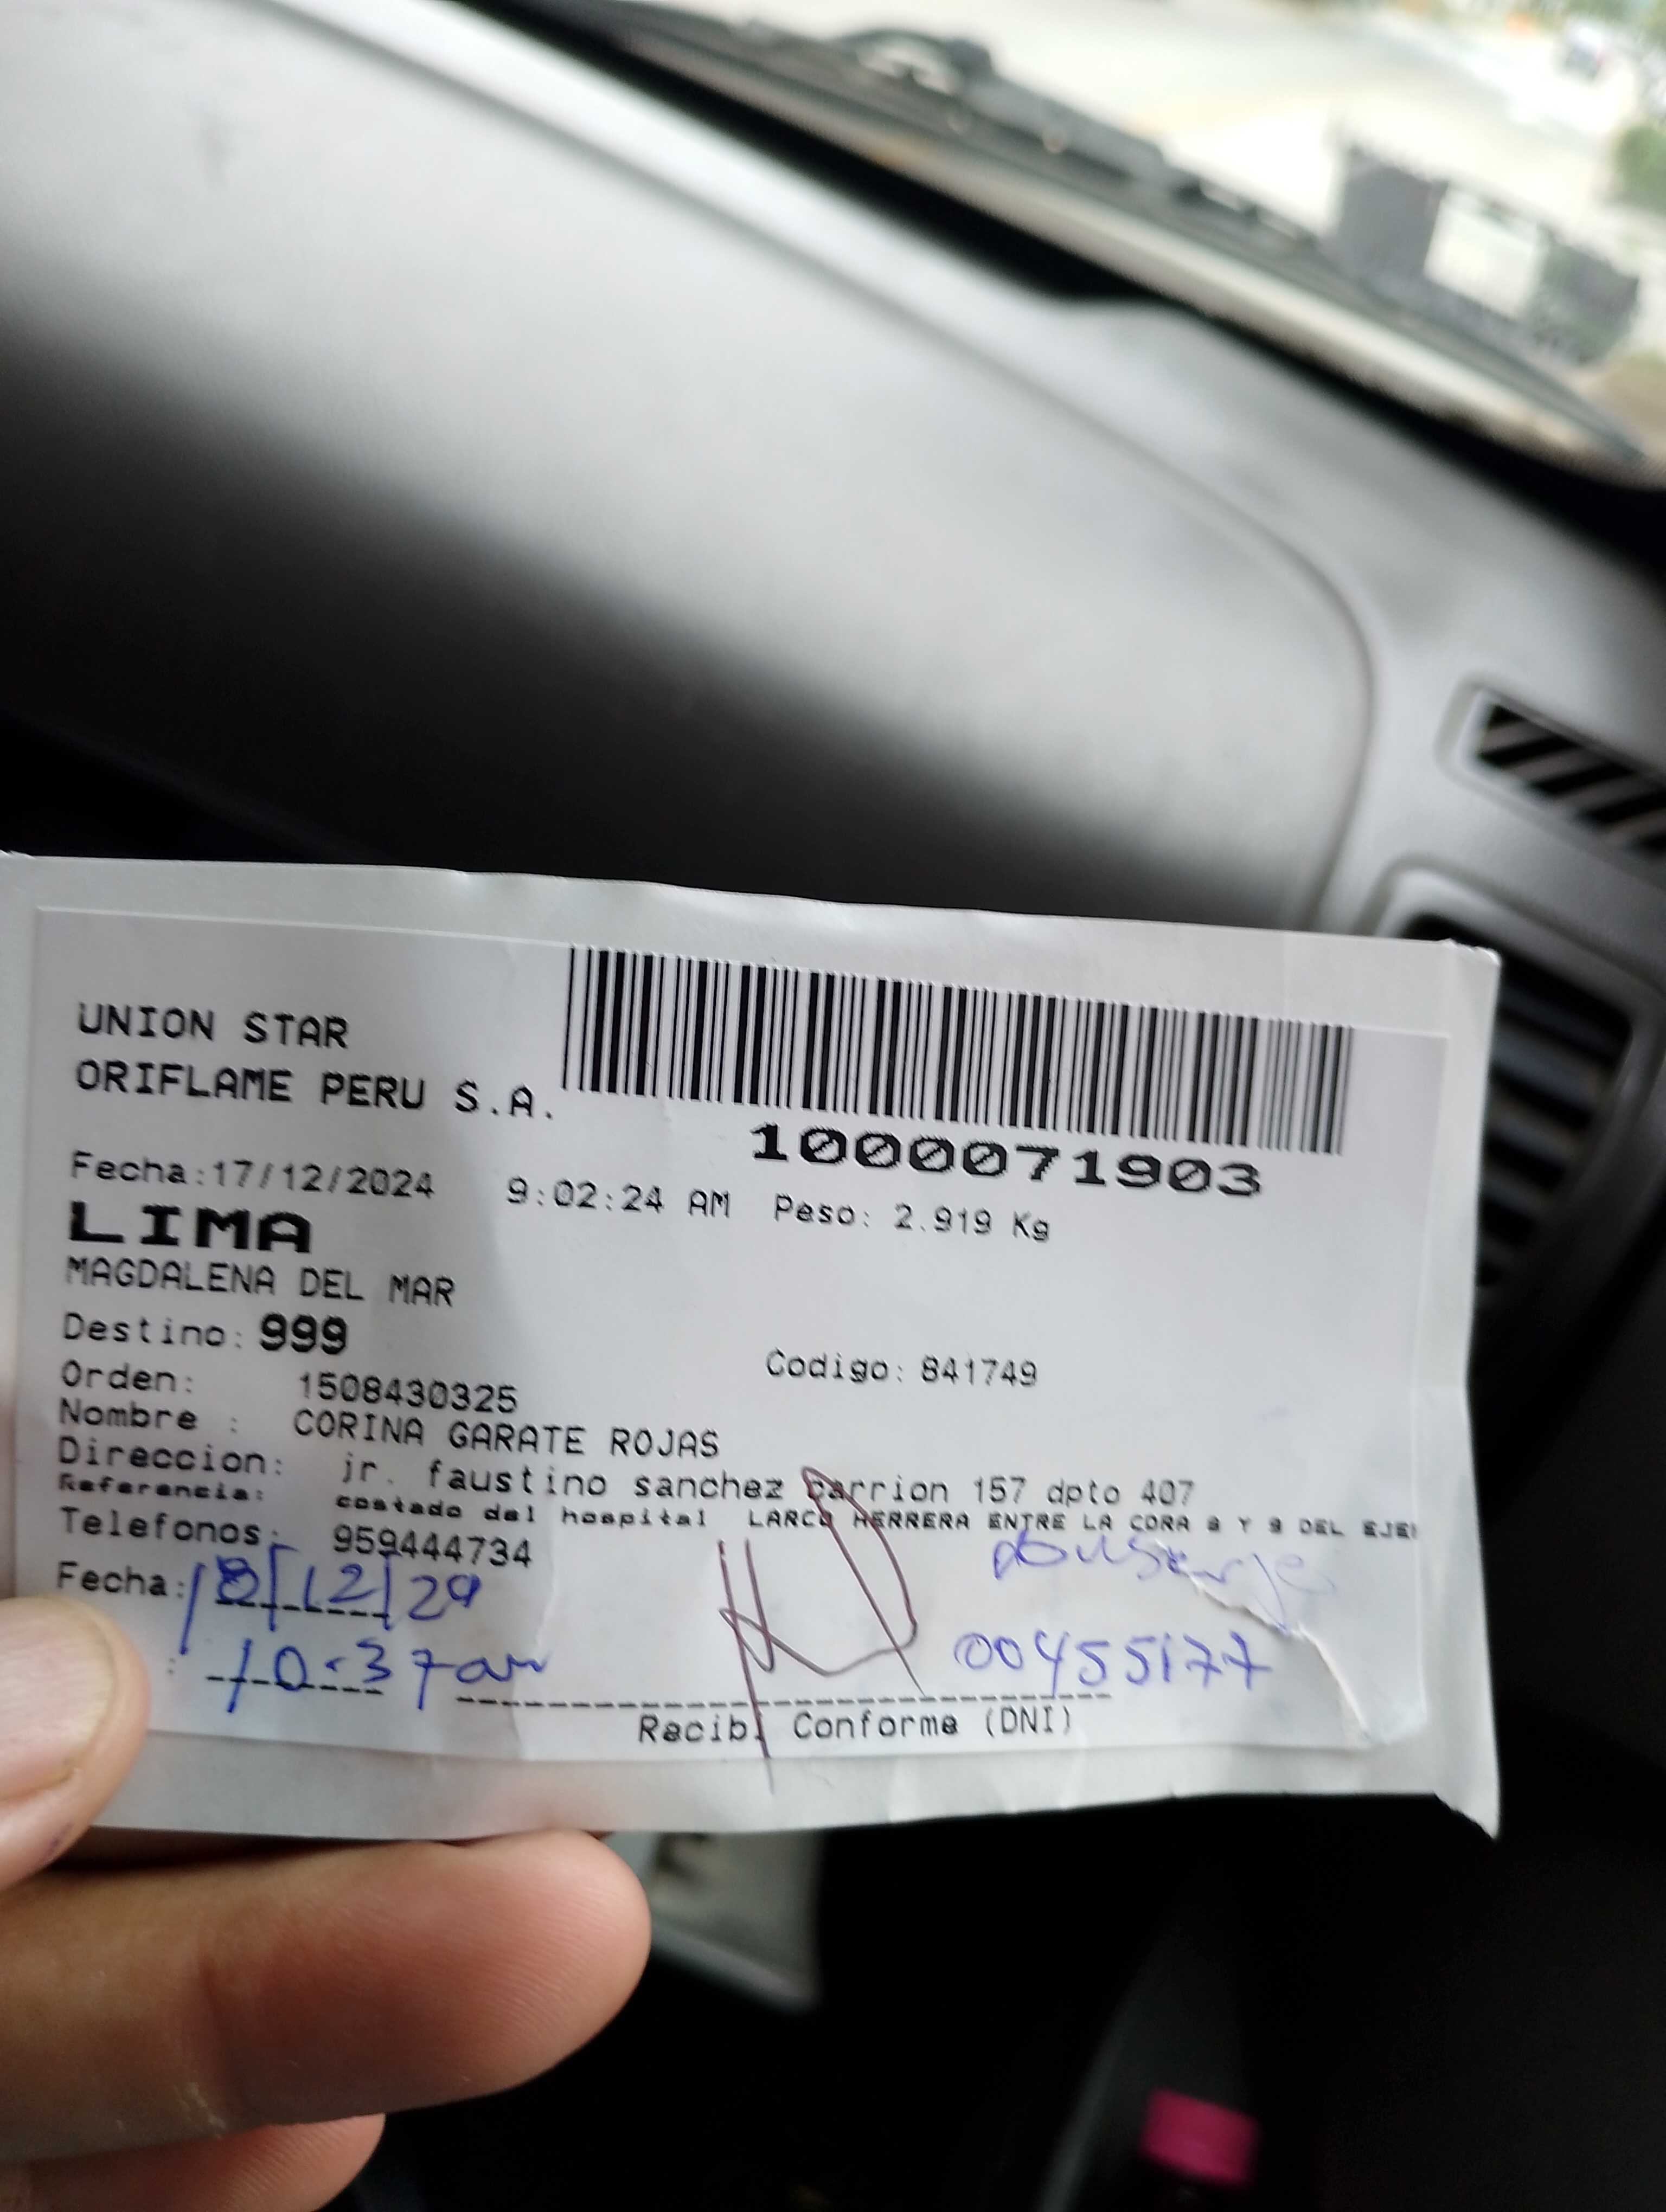 UNION STAR
ORIFLAME PERU S.A.
1000071903
Fecha:17/12/2024 9:02:24 AM Peso: 2.919 Kg
LIMA
MAGDALENA DEL MAR
Destino: 999
Codigo: 841749
Orden: 1508430325
Nombre : CORINA GARATE ROJAS
Direccion: jr. faustino sanchez carrion 157 dpto 407
Referencia: costado del hospital LARCO HERRERA ENTRE LA CDRA 8 Y 9 DEL EJE
Telefonos: 959444734
Fecha: 18/12/24
: 10:37am
00455177
Recibi Conforme (DNI)